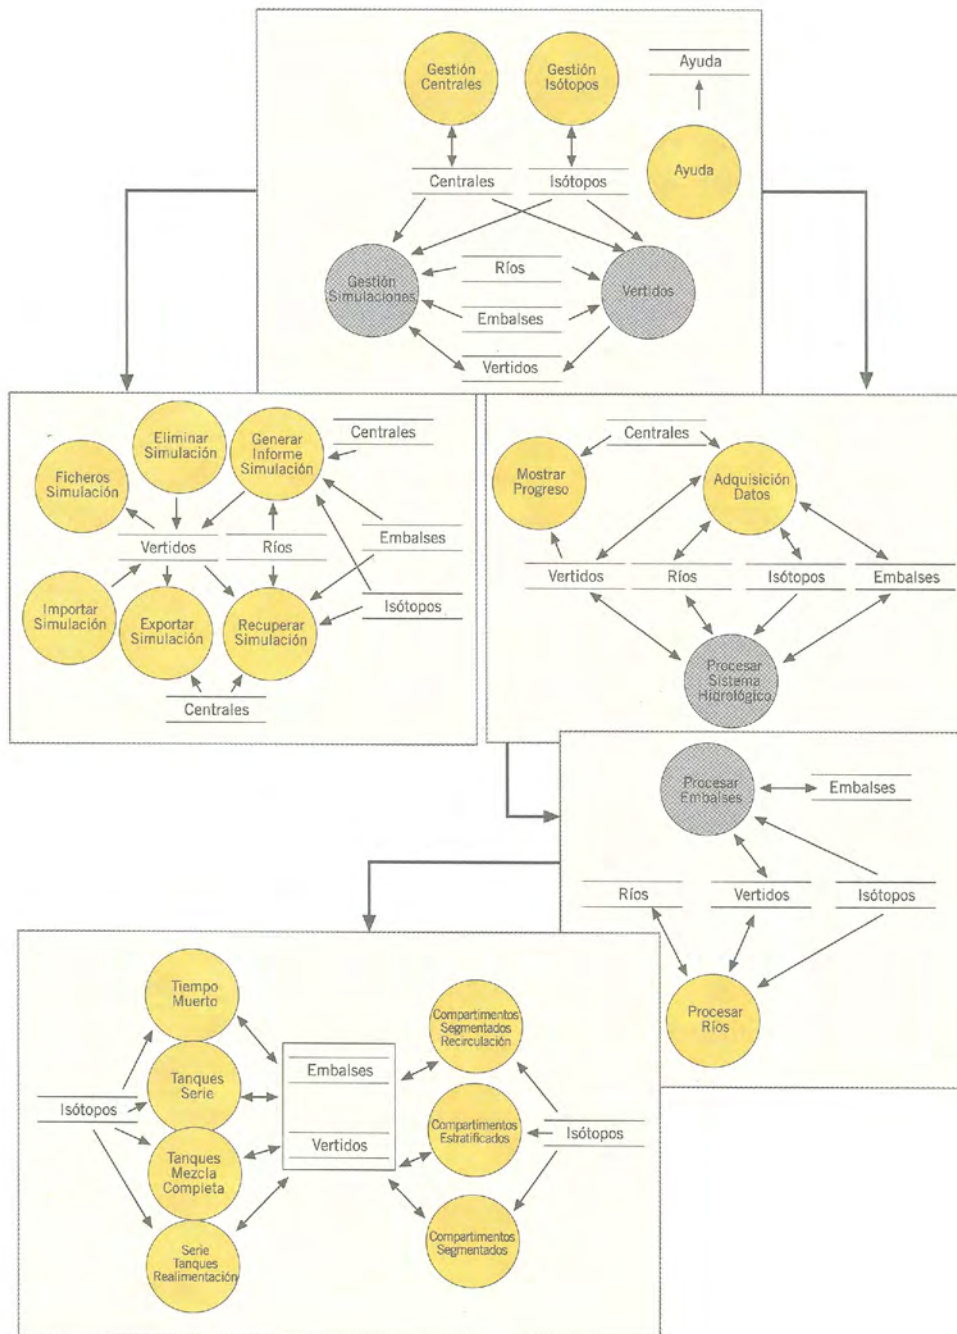 Gestión
Centrales
Gestión
Isótopos
Ayuda
Ayuda
Centrales
Isótopos
Gestión
Simulaciones
Ríos
Vertidos
Embalses
Vertidos
Ficheros
Simulación
Eliminar
Simulación
Generar
Informe
Simulación
Centrales
Vertidos
Ríos
Embalses
Importar
Simulación
Exportar
Simulación
Recuperar
Simulación
Isótopos
Centrales
Centrales
Mostrar
Progreso
Adquisición
Datos
Vertidos
Ríos
Isótopos
Embalses
Procesar
Sistema
Hidrológico
Procesar
Embalses
Embalses
Ríos
Vertidos
Isótopos
Procesar
Ríos
Tiempo
Muerto
Tanques
Serie
Isótopos
Tanques
Mezcla
Completa
Serie
Tanques
Realimentación
Embalses
Vertidos
Compartimentos
Segmentados
Recirculación
Compartimentos
Estratificados
Isótopos
Compartimentos
Segmentados